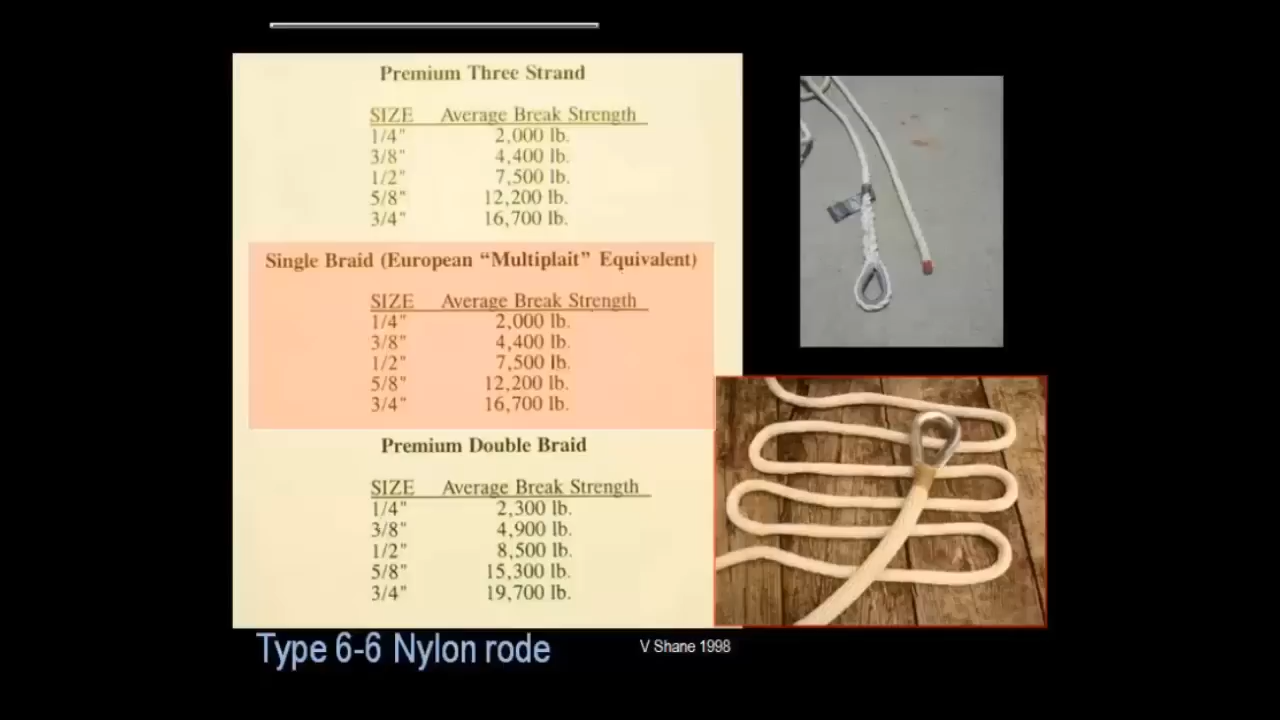 Premium Three Strand
SIZE Average Break Strength
1/4" 2,000 lb.
3/8" 4,400 lb.
1/2" 7,500 lb.
5/8" 12,200 lb.
3/4" 16,700 lb.
Single Braid (European “Multiplait” Equivalent)
SIZE Average Break Strength
1/4" 2,000 lb.
3/8" 4,400 lb.
1/2" 7,500 lb.
5/8" 12,200 lb.
3/4" 16,700 lb.
Premium Double Braid
SIZE Average Break Strength
1/4" 2,300 lb.
3/8" 4,900 lb.
1/2" 8,500 lb.
5/8" 15,300 lb.
3/4" 19,700 lb.
Type 6-6 Nylon rode
V Shane 1998